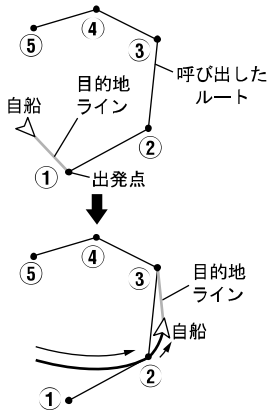 ④
⑤
③
呼び出した
ルート
目的地
ライン
自船
②
①
出発点
④
⑤
③
目的地
ライン
自船
②
①